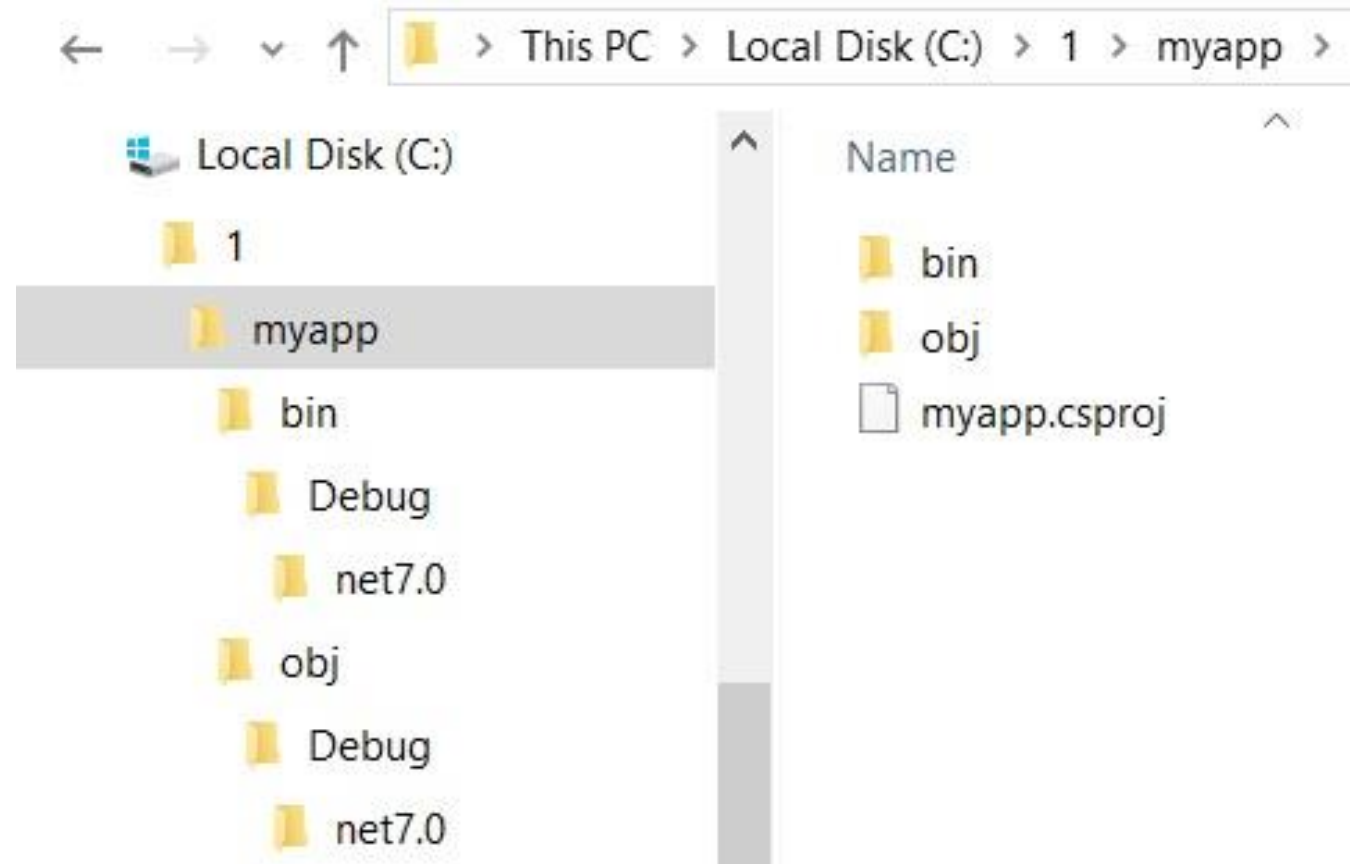 This PC > Local Disk (C:) > 1 > myapp >
Local Disk (C:)
1
myapp
bin
Debug
net7.0
obj
Debug
net7.0
Name
bin
obj
myapp.csproj